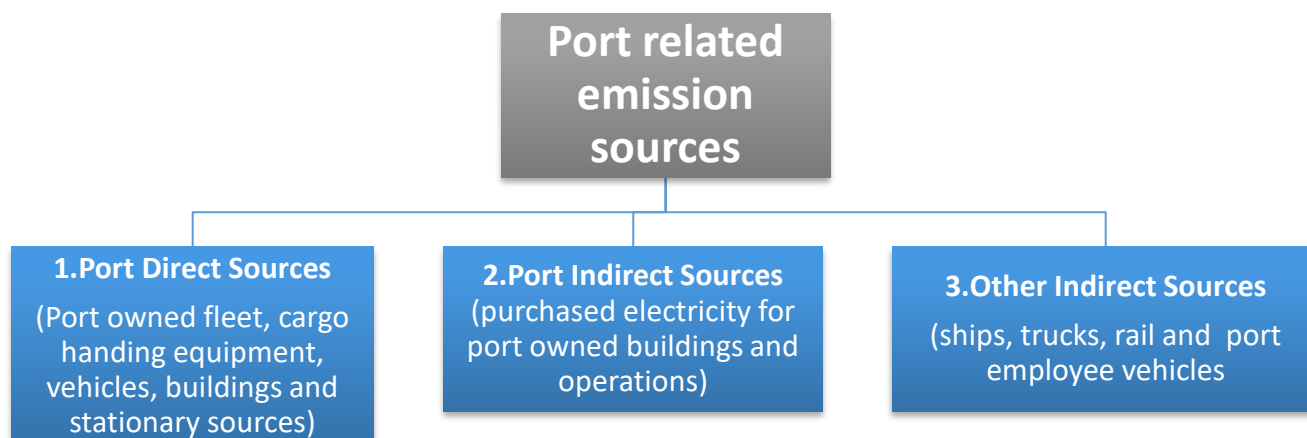 Port related
emission
sources
1.Port Direct Sources
(Port owned fleet, cargo
handing equipment,
vehicles, buildings and
stationary sources)
2.Port Indirect Sources
(purchased electricity for
port owned buildings and
operations)
3.Other Indirect Sources
(ships, trucks, rail and port
employee vehicles